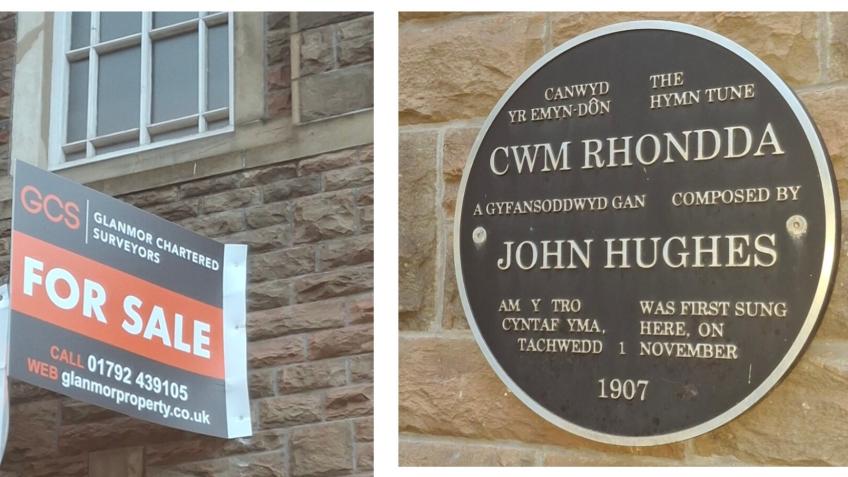 GCS
GLANMOR CHARTERED
SURVEYORS
FOR SALE
CALL 01792 439105
WEB glanmorproperty.co.uk
CANWYD
YR EMYN-DÔN
THE
HYMN TUNE
CWM RHONDDA
A GYFANSODDWYD GAN
COMPOSED BY
JOHN HUGHES
AM Y TRO
CYNTAF YMA,
TACHWEDD 1 NOVEMBER
WAS FIRST SUNG
HERE, ON
1907